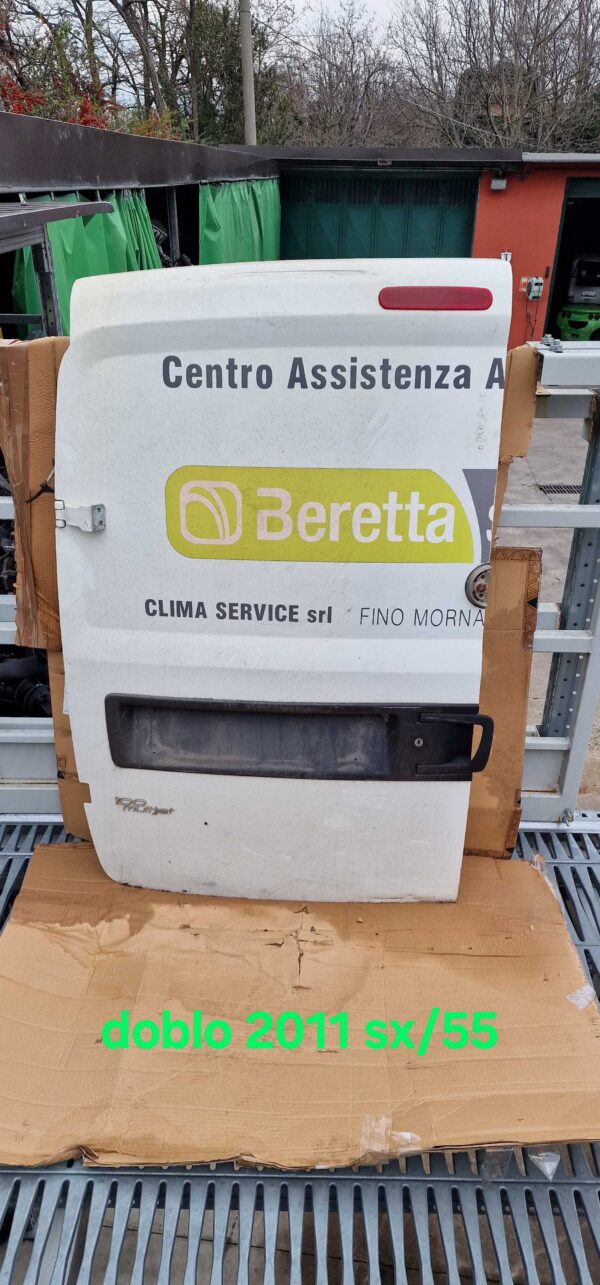 Centro Assistenza A
Beretta S
CLIMA SERVICE srl FINO MORNA
100
multijet
doblo 2011 sx/55